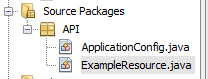 Source Packages
API
ApplicationConfig.java
ExampleResource.java